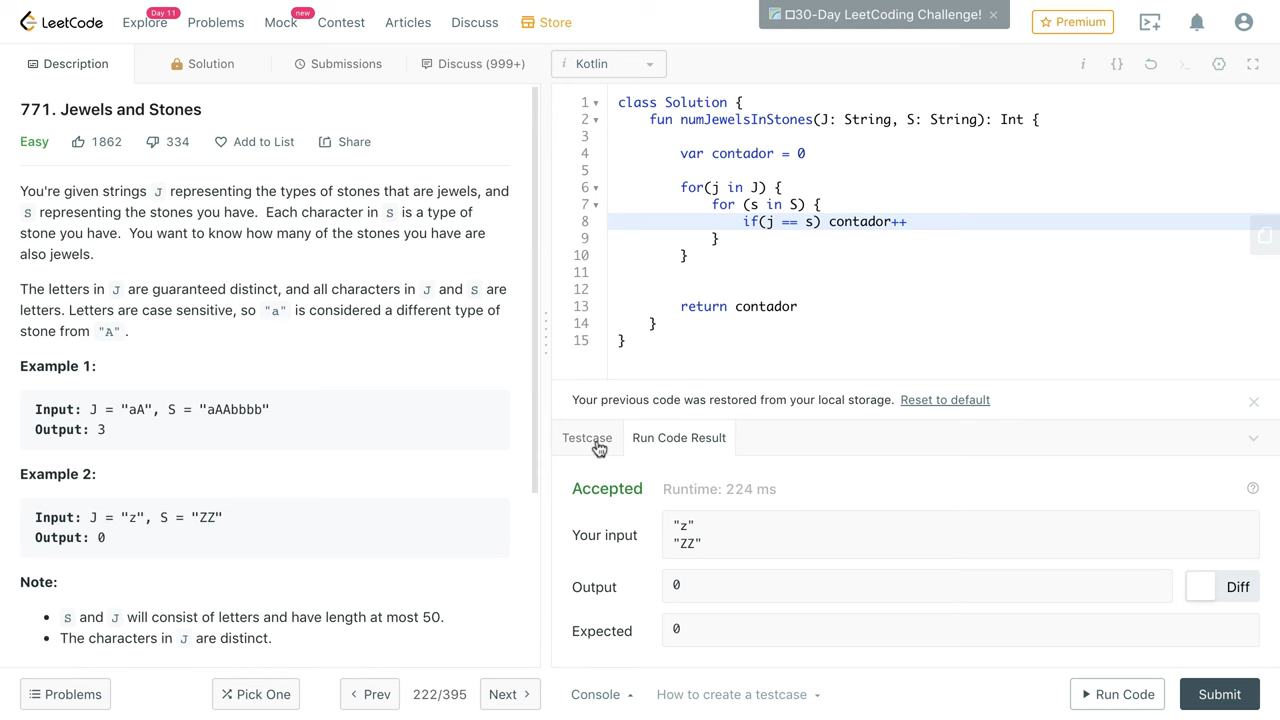 LeetCode
Explore
Day 11
Problems
Mock
new
Contest
Articles
Discuss
Store
30-Day LeetCoding Challenge! ×
Premium
Description
Solution
Submissions
Discuss (999+)
i Kotlin
771. Jewels and Stones
Easy 1862 334 Add to List Share
You're given strings J representing the types of stones that are jewels, and
S representing the stones you have. Each character in S is a type of
stone you have. You want to know how many of the stones you have are
also jewels.
The letters in J are guaranteed distinct, and all characters in J and S are
letters. Letters are case sensitive, so "a" is considered a different type of
stone from "A" .
Example 1:
Input: J = "aA", S = "aAAbbbb"
Output: 3
Example 2:
Input: J = "z", S = "ZZ"
Output: 0
Note:
• S and J will consist of letters and have length at most 50.
• The characters in J are distinct.
Problems
Pick One
< Prev
222/395
Next >
1 class Solution {
2 fun numJewelsInStones(J: String, S: String): Int {
3
4 var contador = 0
5
6 for(j in J) {
7 for (s in S) {
8 if(j == s) contador++
9 }
10 }
11
12
13 return contador
14 }
15 }
Your previous code was restored from your local storage. Reset to default
Testcase
Run Code Result
Accepted Runtime: 224 ms
Your input
"z"
"ZZ"
Output
0
Diff
Expected
0
Console
How to create a testcase
Run Code
Submit